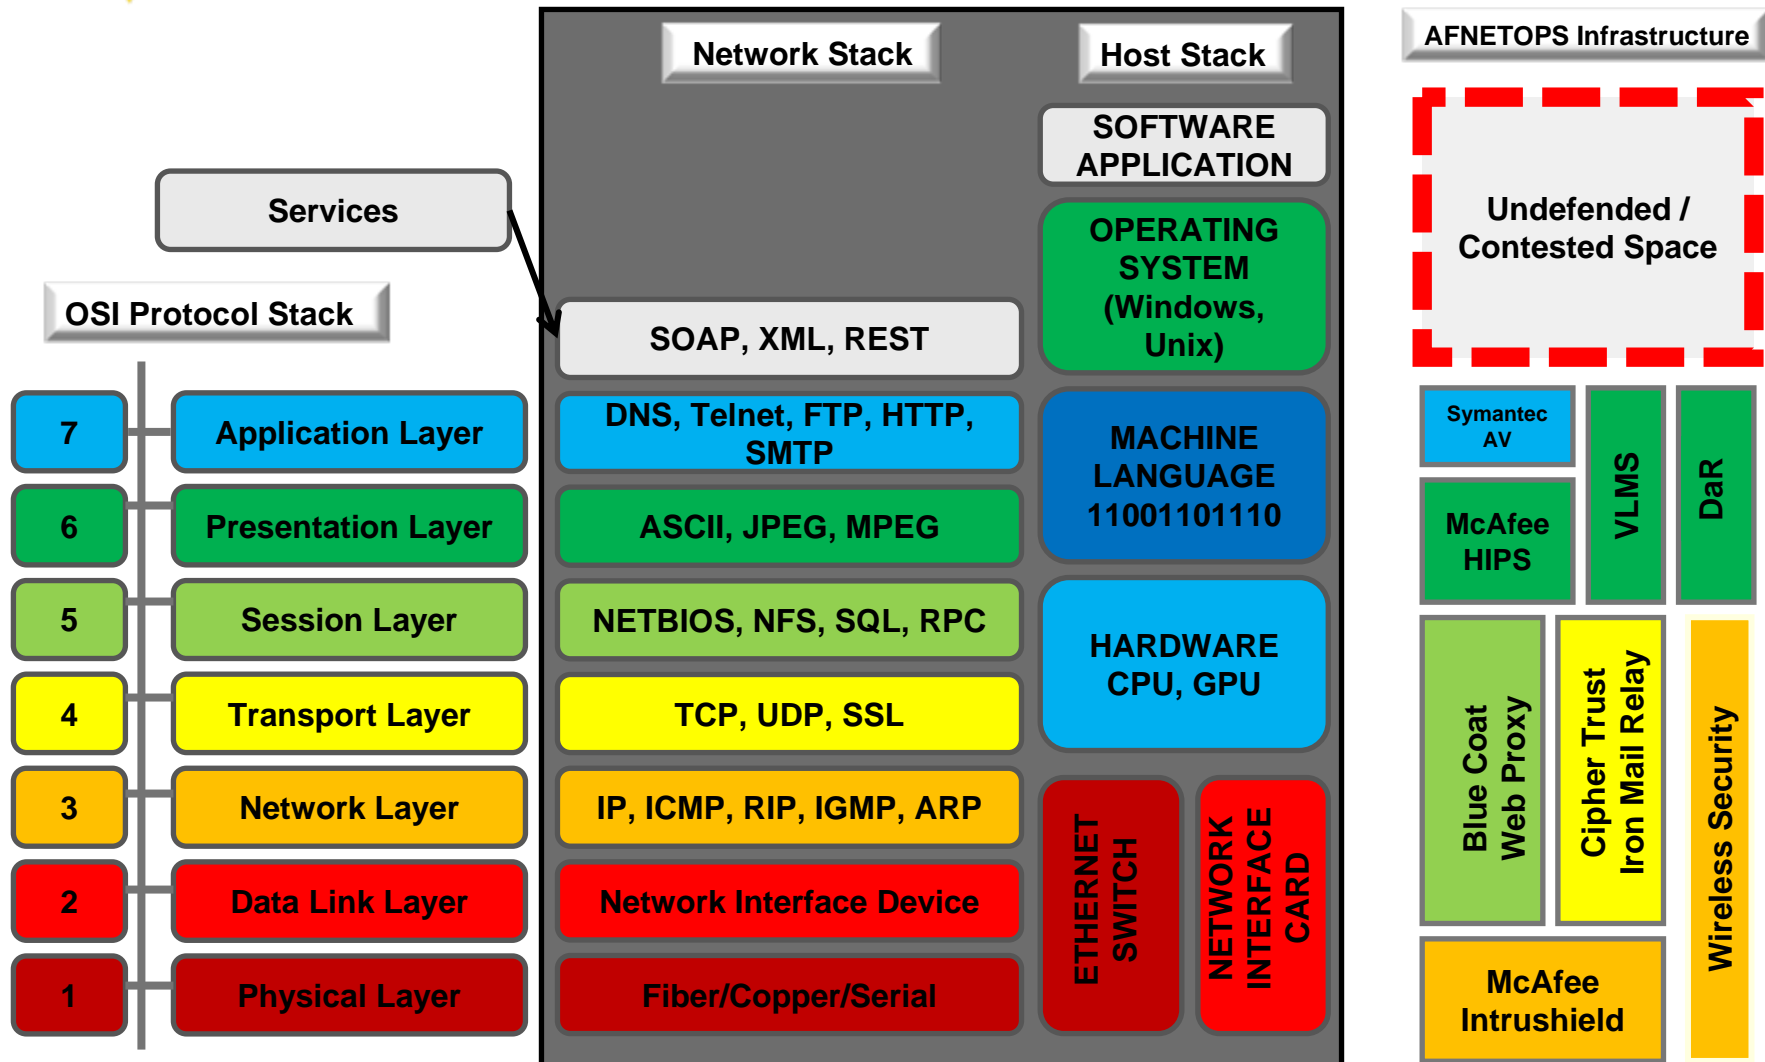 Network Stack
Host Stack
AFNETOPS Infrastructure
SOFTWARE
APPLICATION
Services
OPERATING
SYSTEM
(Windows,
Unix)
Undefended /
Contested Space
OSI Protocol Stack
SOAP, XML, REST
7
Application Layer
DNS, Telnet, FTP, HTTP,
SMTP
MACHINE
LANGUAGE
11001101110
Symantec
AV
VLMS
DaR
6
Presentation Layer
ASCII, JPEG, MPEG
McAfee
HIPS
5
Session Layer
NETBIOS, NFS, SQL, RPC
HARDWARE
CPU, GPU
4
Transport Layer
TCP, UDP, SSL
Blue Coat
Web Proxy
Cipher Trust
Iron Mail Relay
Wireless Security
3
Network Layer
IP, ICMP, RIP, IGMP, ARP
ETHERNET
SWITCH
NETWORK
INTERFACE
CARD
2
Data Link Layer
Network Interface Device
1
Physical Layer
Fiber/Copper/Serial
McAfee
Intrushield